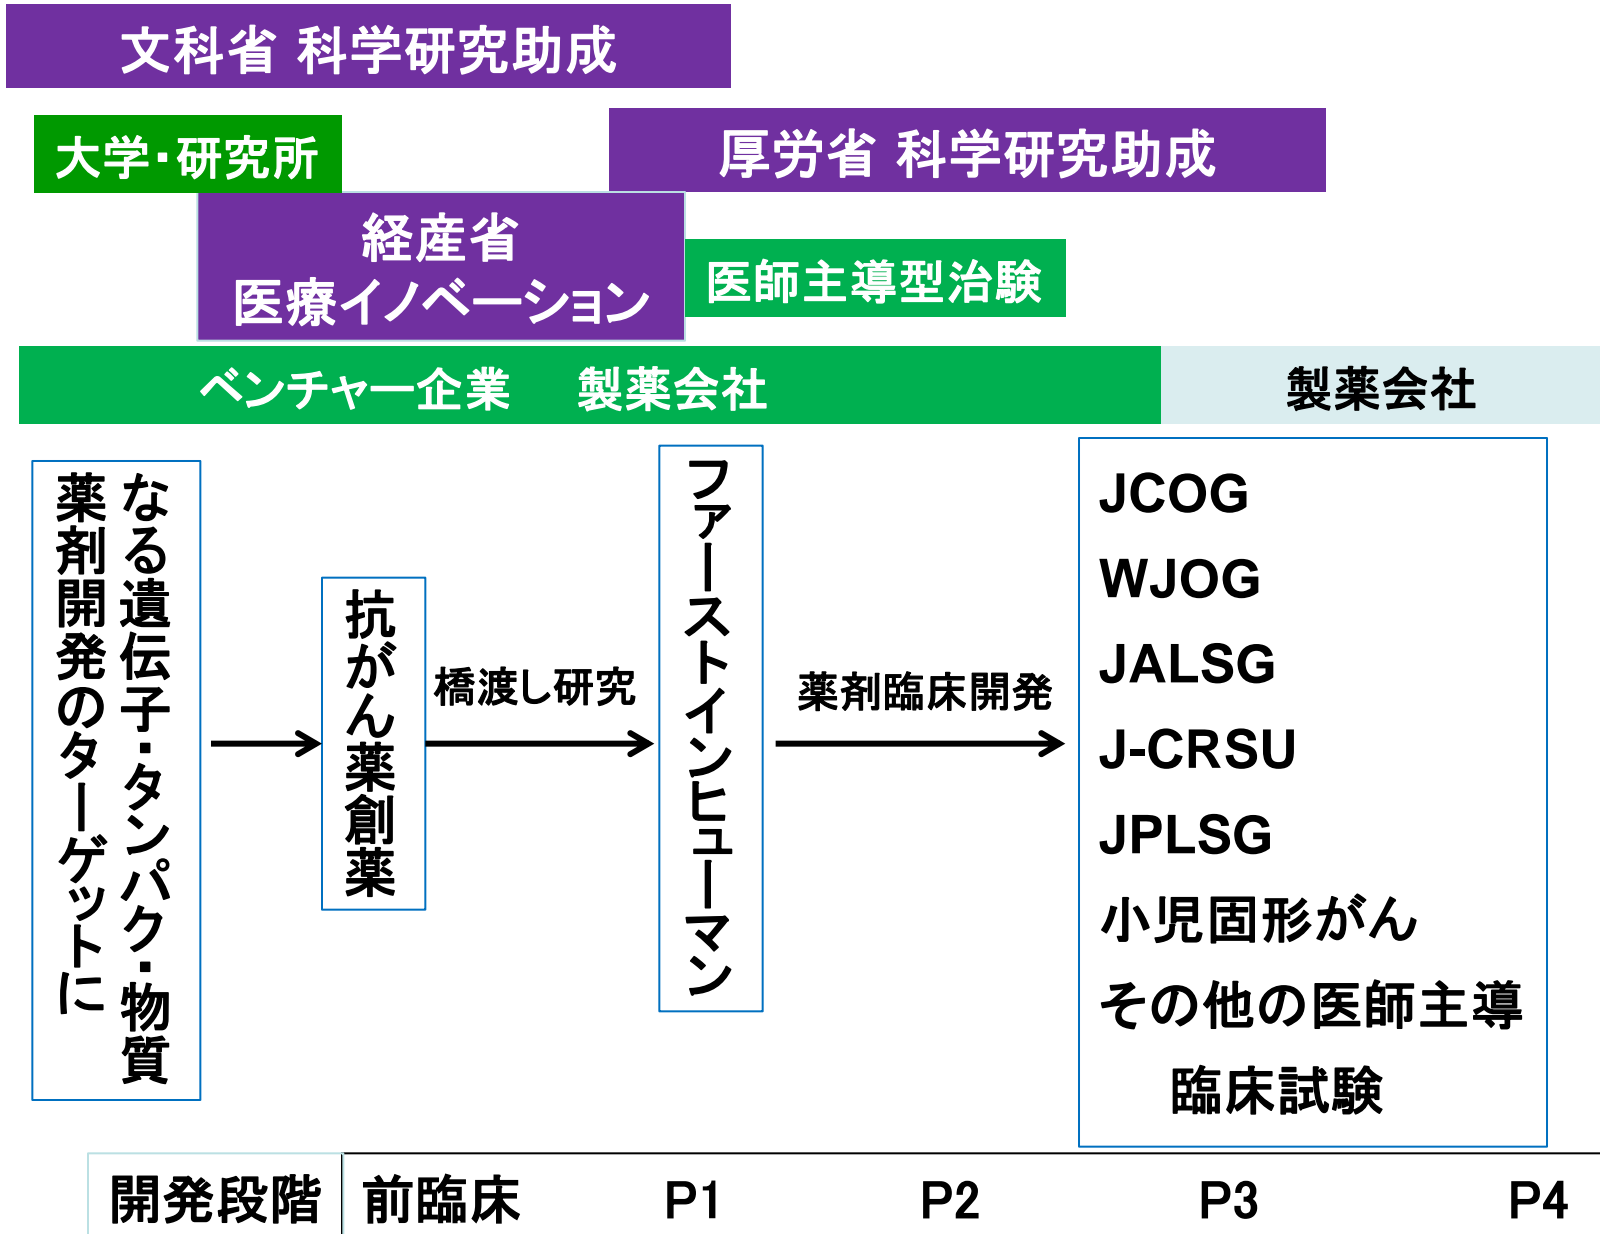 文科省 科学研究助成
大学・研究所
厚労省 科学研究助成
経産省
医療イノベーション
医師主導型治験
ベンチャー企業 製薬会社
製薬会社
薬剤開発のターゲットに
なる遺伝子・タンパク・物質
抗がん薬創薬
橋渡し研究
ファーストインヒューマン
薬剤臨床開発
JCOG
WJOG
JALSG
J-CRSU
JPLSG
小児固形がん
その他の医師主導
臨床試験
開発段階 前臨床 P1 P2 P3 P4